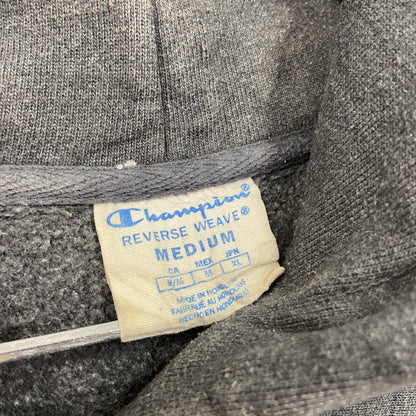 Champion®
REVERSE WEAVE®
MEDIUM
CA MEX JPN
M/M M XL
MADE IN HONDURAS
FABRIQUÉ AU HONDURAS
HECHO EN HONDURAS